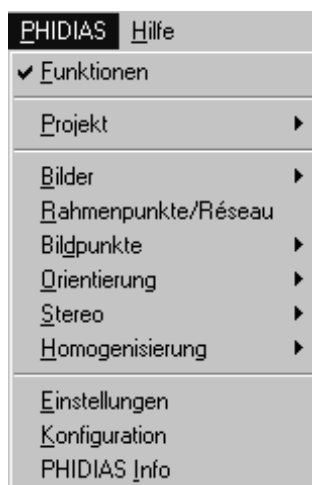 PHIDIAS Hilfe
Funktionen
Projekt
Bilder
Rahmenpunkte/Réseau
Bildpunkte
Orientierung
Stereo
Homogenisierung
Einstellungen
Konfiguration
PHIDIAS Info